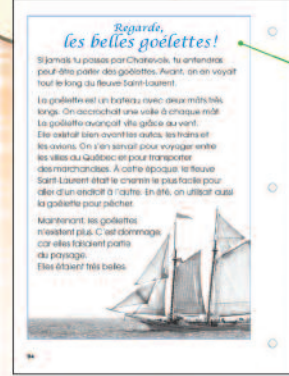 Regarde,
les belles goélettes!
Si jamais tu passes par Charlevoix, tu entendras
peut-être parler des goélettes. Avant, on en voyait
tout le long du fleuve Saint-Laurent.
La goélette est un bateau avec deux mâts très
longs. On accrochait une voile à chaque mât.
La goélette avançait vite grâce au vent.
Elle existait bien avant les autos, les trains et
les avions. On s'en servait pour voyager entre
les villes au Québec et pour transporter
des marchandises. À cette époque, le fleuve
Saint-Laurent était le chemin le plus facile pour
aller d'un endroit à l'autre. En été, on utilisait aussi
la goélette pour pêcher.
Maintenant, les goélettes
n'existent plus. C'est dommage,
car elles faisaient partie
du paysage.
Elles étaient très belles.